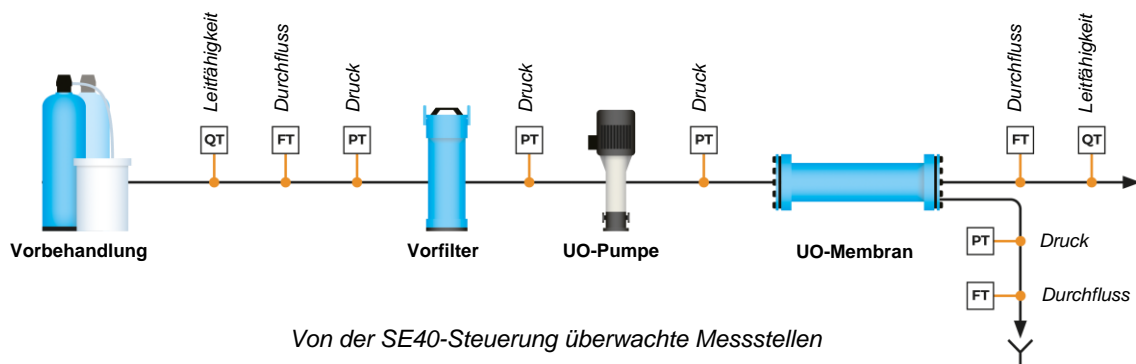 Leitfähigkeit
Durchfluss
Druck
Druck
Druck
Durchfluss
Leitfähigkeit
QT
FT
PT
PT
PT
FT
QT
Vorbehandlung
Vorfilter
UO-Pumpe
UO-Membran
PT
Druck
FT
Durchfluss
Von der SE40-Steuerung überwachte Messstellen